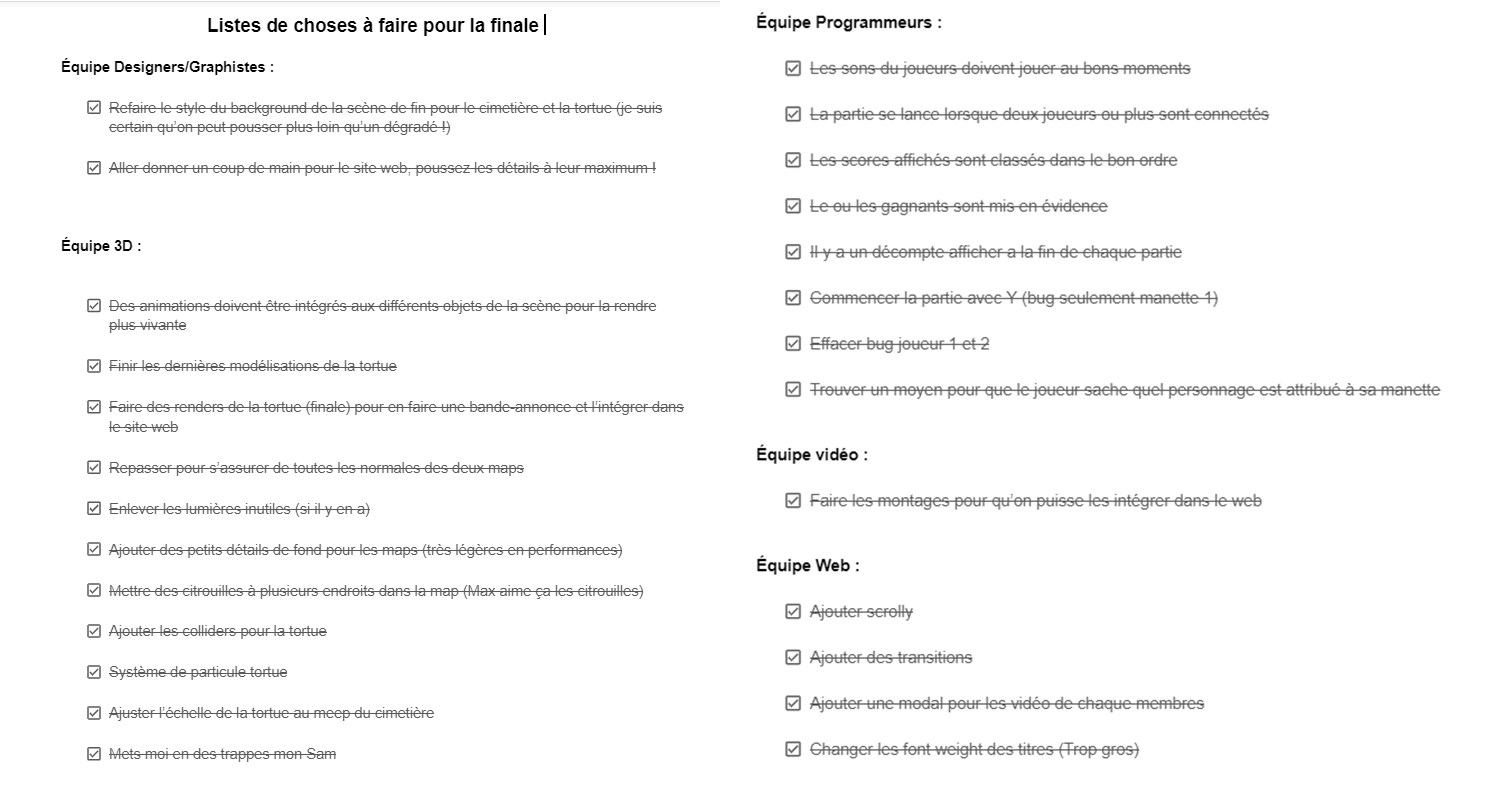 Listes de choses à faire pour la finale
Équipe Designers/Graphistes :
Refaire le style du background de la scène de fin pour le cimetière et la tortue (je suis
certain qu'on peut pousser plus loin qu'un dégradé !)
Aller donner un coup de main pour le site web, poussez les détails à leur maximum !
Équipe 3D :
Des animations doivent être intégrés aux différents objets de la scène pour la rendre
plus vivante
Finir les dernières modélisations de la tortue
Faire des renders de la tortue (finale) pour en faire une bande-annonce et l'intégrer dans
le site web
Repasser pour s'assurer de toutes les normales des deux maps
Enlever les lumières inutiles (si il y en a)
Ajouter des petits détails de fond pour les maps (très légères en performances)
Mettre des citrouilles à plusieurs endroits dans la map (Max aime ça les citrouilles)
Ajouter les colliders pour la tortue
Système de particule tortue
Ajuster l'échelle de la tortue au meep du cimetière
Mets moi en des trappes mon Sam
Équipe Programmeurs :
Les sons du joueurs doivent jouer au bons moments
La partie se lance lorsque deux joueurs ou plus sont connectés
Les scores affichés sont classés dans le bon ordre
Le ou les gagnants sont mis en évidence
Il y a un décompte afficher a la fin de chaque partie
Commencer la partie avec Y (bug seulement manette 1)
Effacer bug joueur 1 et 2
Trouver un moyen pour que le joueur sache quel personnage est attribué à sa manette
Équipe vidéo :
Faire les montages pour qu'on puisse les intégrer dans le web
Équipe Web :
Ajouter scrolly
Ajouter des transitions
Ajouter une modal pour les vidéo de chaque membres
Changer les font weight des titres (Trop gros)